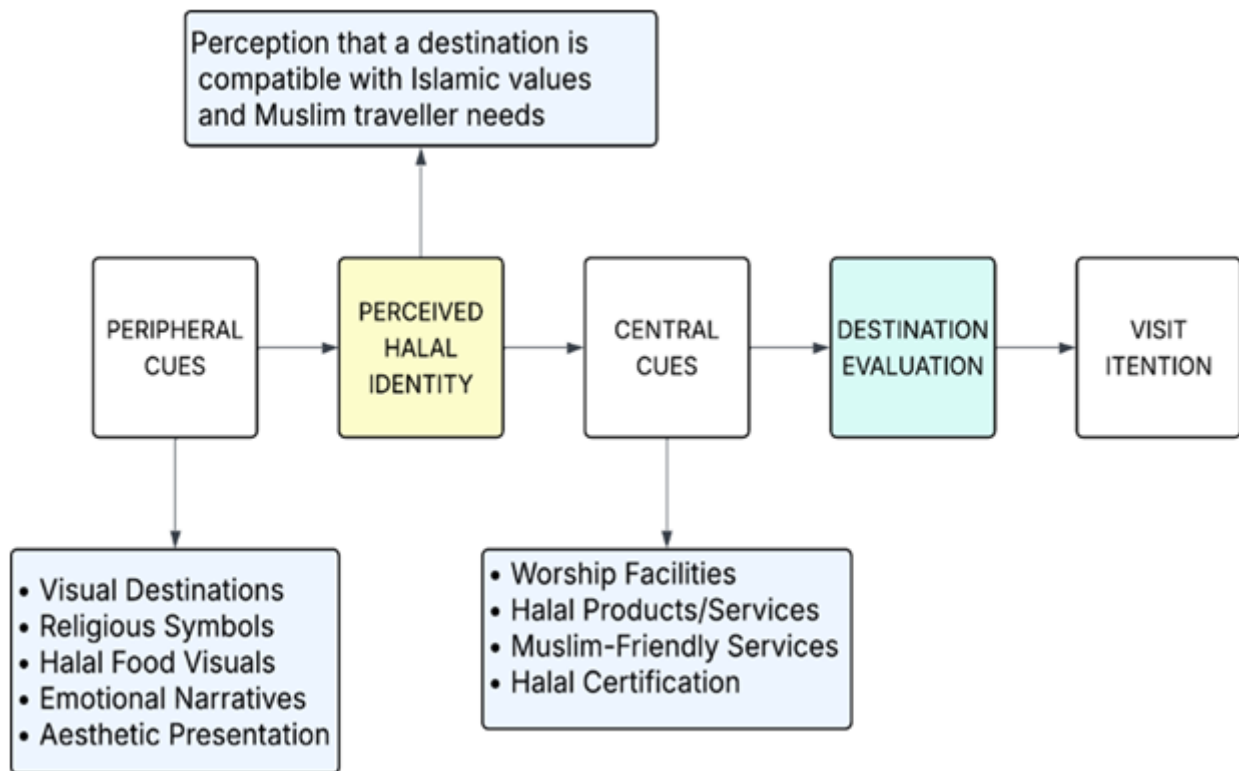 Perception that a destination is
compatible with Islamic values
and Muslim traveller needs
PERIPHERAL
CUES
PERCEIVED
HALAL
IDENTITY
CENTRAL
CUES
DESTINATION
EVALUATION
VISIT
ITENTION
• Visual Destinations
• Religious Symbols
• Halal Food Visuals
• Emotional Narratives
• Aesthetic Presentation
• Worship Facilities
• Halal Products/Services
• Muslim-Friendly Services
• Halal Certification